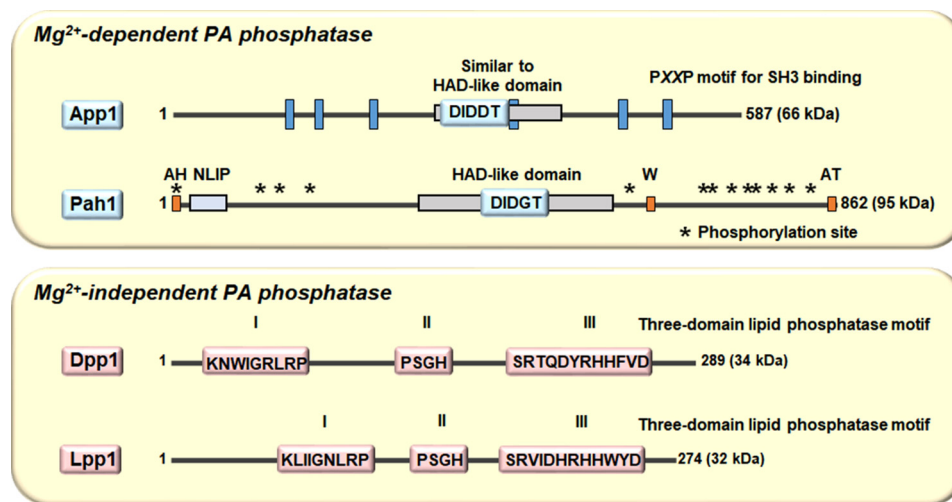 Mg²⁺-dependent PA phosphatase
Similar to
HAD-like domain
PXXP motif for SH3 binding
App1
1
DIDDT
587 (66 kDa)
AH NLIP
HAD-like domain
W
AT
* * * * * ** * *** * * *
Pah1
1
DIDGT
862 (95 kDa)
* Phosphorylation site
Mg²⁺-independent PA phosphatase
I II III Three-domain lipid phosphatase motif
Dpp1
1
KNWIGRLRP
PSGH
SRTQDYRHHFVD
289 (34 kDa)
I II III Three-domain lipid phosphatase motif
Lpp1
1
KLIIGNLRP
PSGH
SRVIDHRHHWYD
274 (32 kDa)